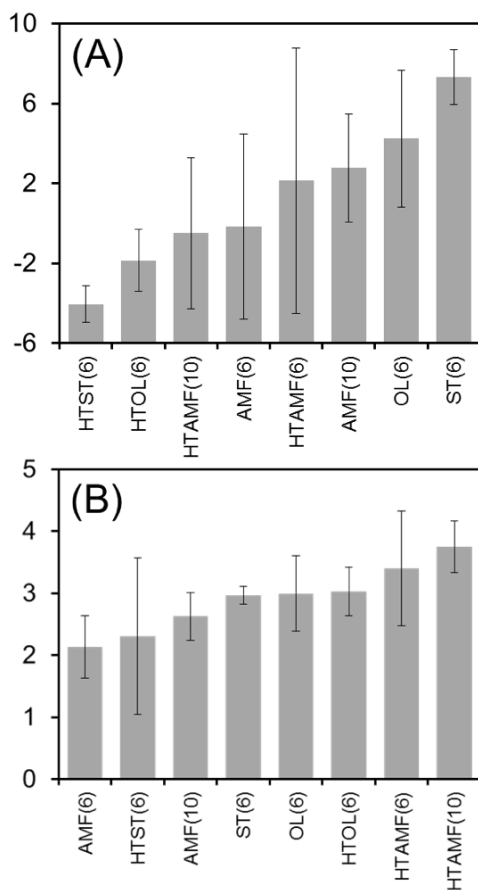 (A)
10
6
2
-2
-6
HTST(6)
HTOL(6)
HTAMF(10)
AMF(6)
HTAMF(6)
AMF(10)
OL(6)
ST(6)
(B)
5
4
3
2
1
0
AMF(6)
HTST(6)
AMF(10)
ST(6)
OL(6)
HTOL(6)
HTAMF(6)
HTAMF(10)